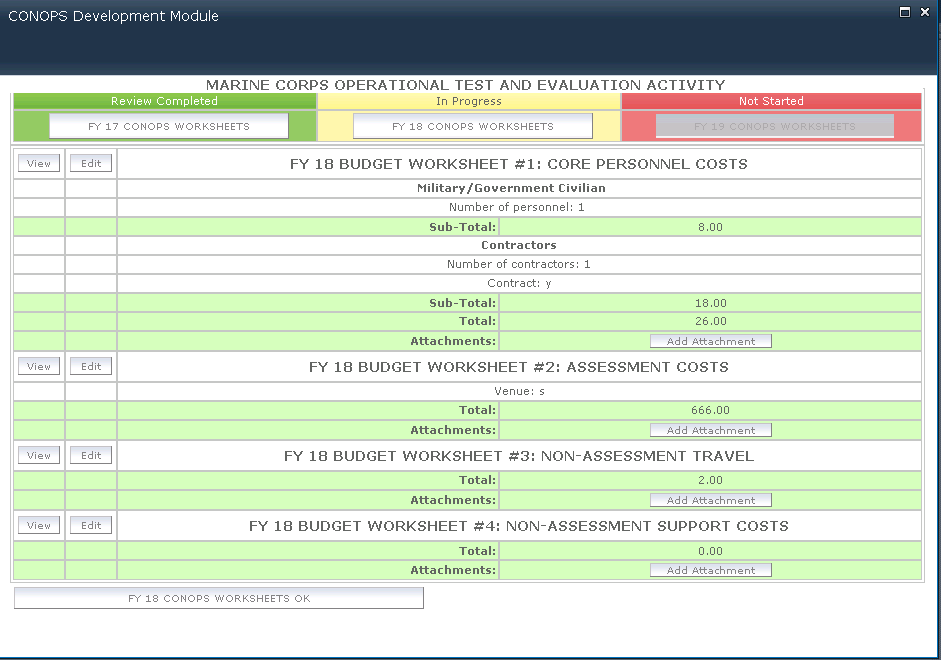 CONOPS Development Module
MARINE CORPS OPERATIONAL TEST AND EVALUATION ACTIVITY
Review Completed In Progress Not Started
FY 17 CONOPS WORKSHEETS FY 18 CONOPS WORKSHEETS FY 19 CONOPS WORKSHEETS
View Edit FY 18 BUDGET WORKSHEET #1: CORE PERSONNEL COSTS
Military/Government Civilian
Number of personnel: 1
Sub-Total: 8.00
Contractors
Number of contractors: 1
Contract: y
Sub-Total: 18.00
Total: 26.00
Attachments: Add Attachment
View Edit FY 18 BUDGET WORKSHEET #2: ASSESSMENT COSTS
Venue: s
Total: 666.00
Attachments: Add Attachment
View Edit FY 18 BUDGET WORKSHEET #3: NON-ASSESSMENT TRAVEL
Total: 2.00
Attachments: Add Attachment
View Edit FY 18 BUDGET WORKSHEET #4: NON-ASSESSMENT SUPPORT COSTS
Total: 0.00
Attachments: Add Attachment
FY 18 CONOPS WORKSHEETS OK